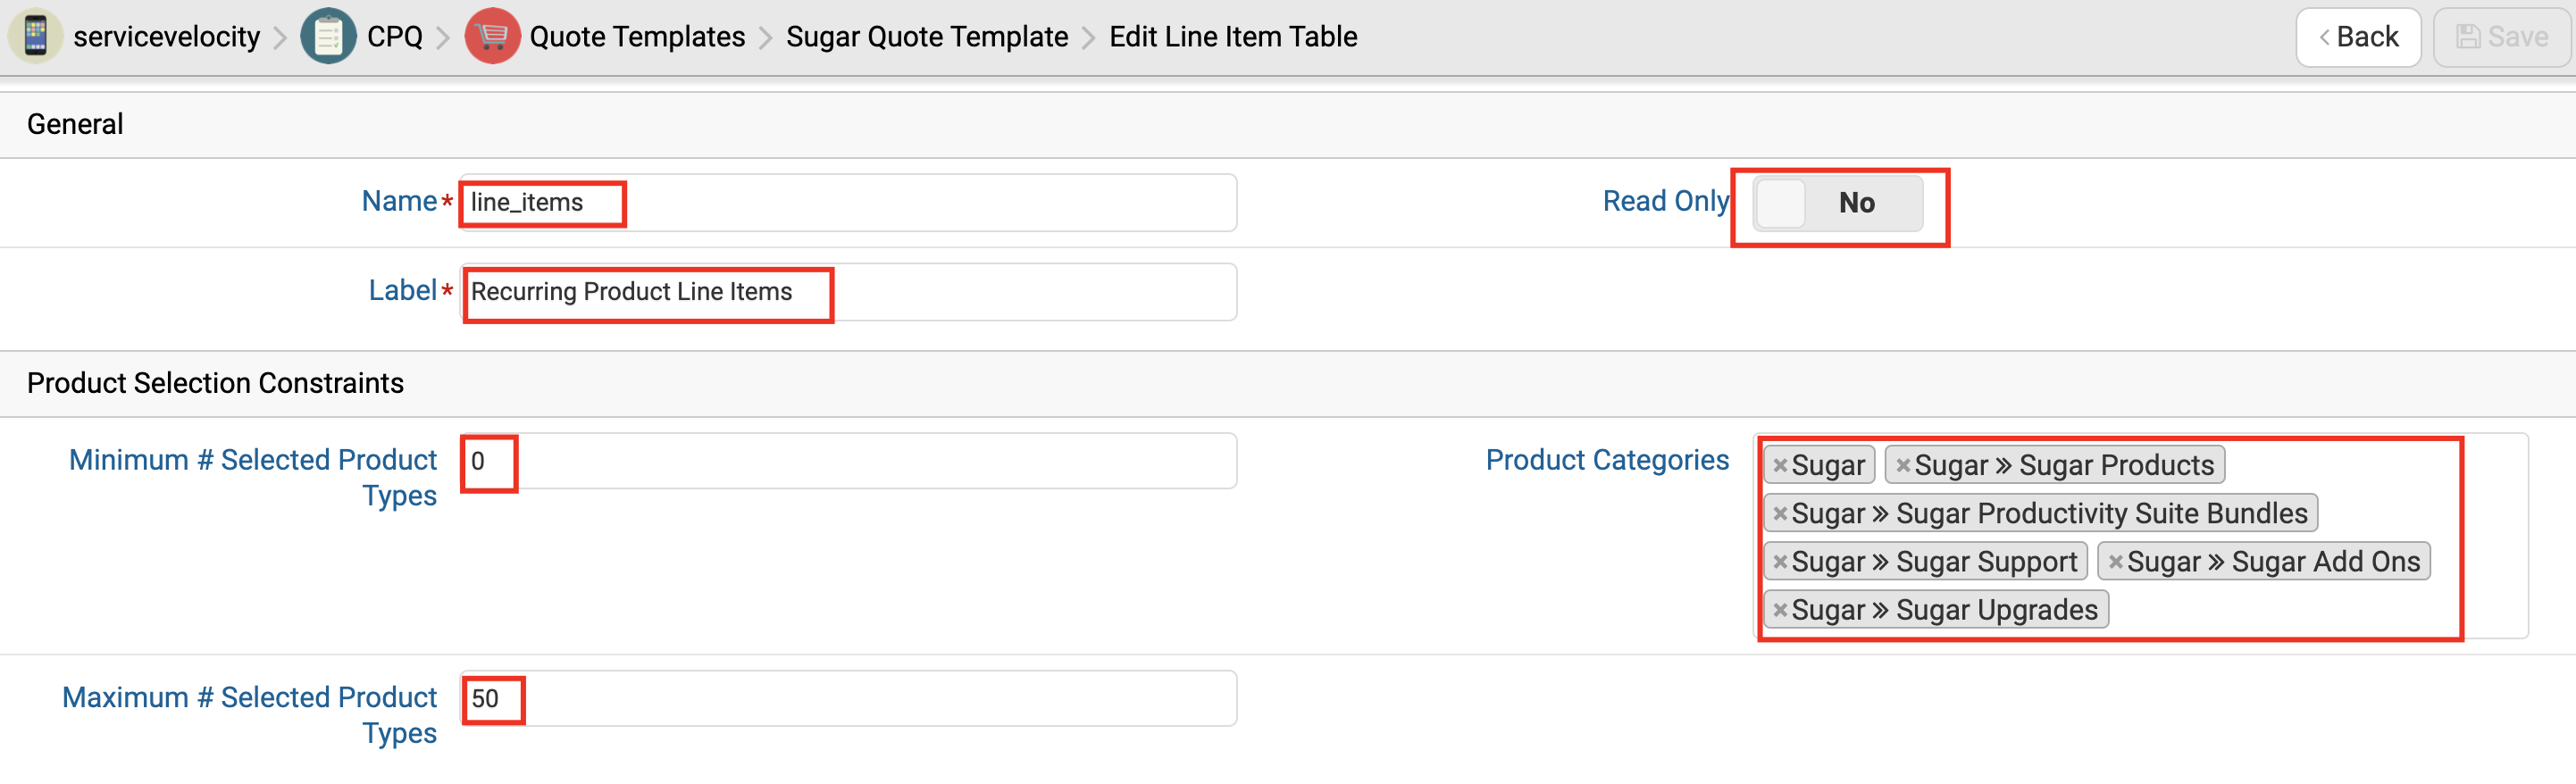 servicevelocity > CPQ > Quote Templates > Sugar Quote Template > Edit Line Item Table
< Back
Save
General
Name*
line_items
Read Only
No
Label*
Recurring Product Line Items
Product Selection Constraints
Minimum # Selected Product
Types
0
Product Categories
×Sugar ×Sugar » Sugar Products
×Sugar » Sugar Productivity Suite Bundles
×Sugar » Sugar Support ×Sugar » Sugar Add Ons
×Sugar » Sugar Upgrades
Maximum # Selected Product
Types
50